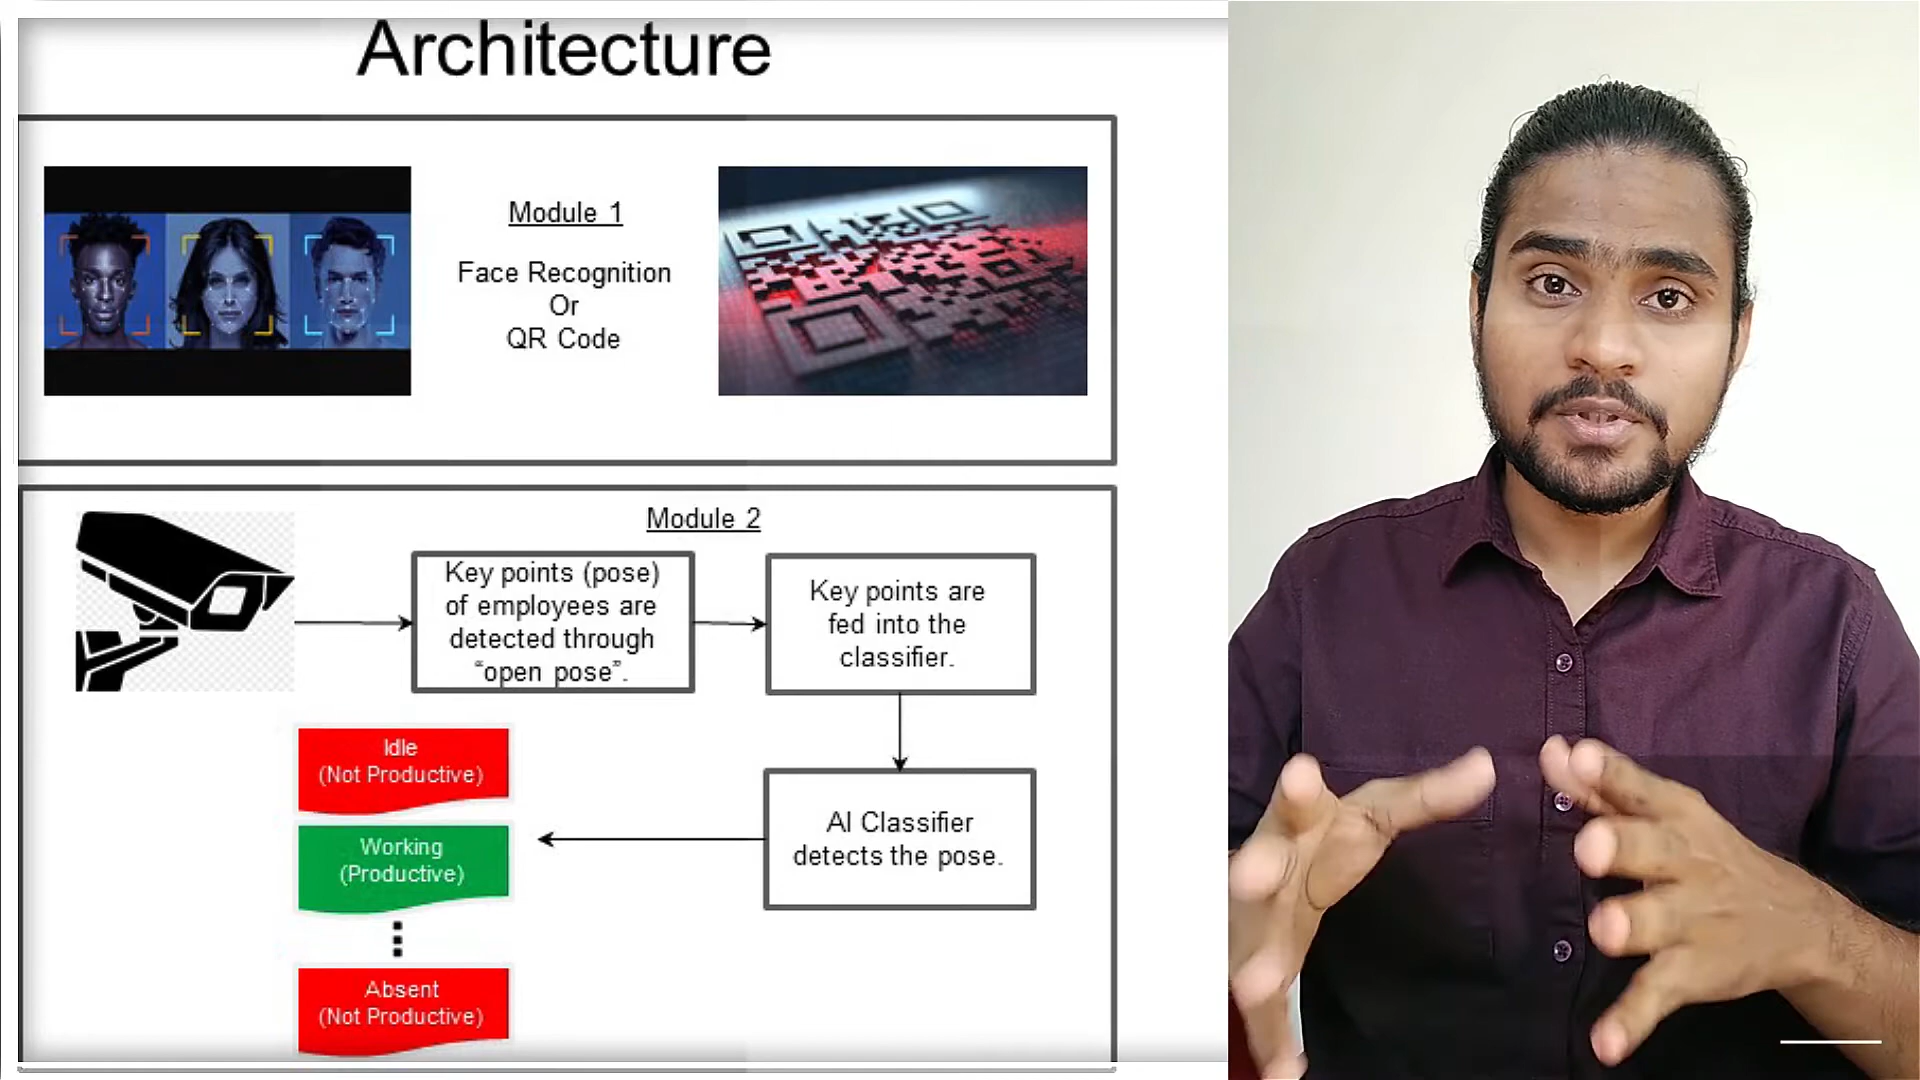 Architecture
Module 1
Face Recognition
Or
QR Code
Module 2
Key points (pose)
of employees are
detected through
“open pose”.
Key points are
fed into the
classifier.
AI Classifier
detects the pose.
Idle
(Not Productive)
Working
(Productive)
Absent
(Not Productive)